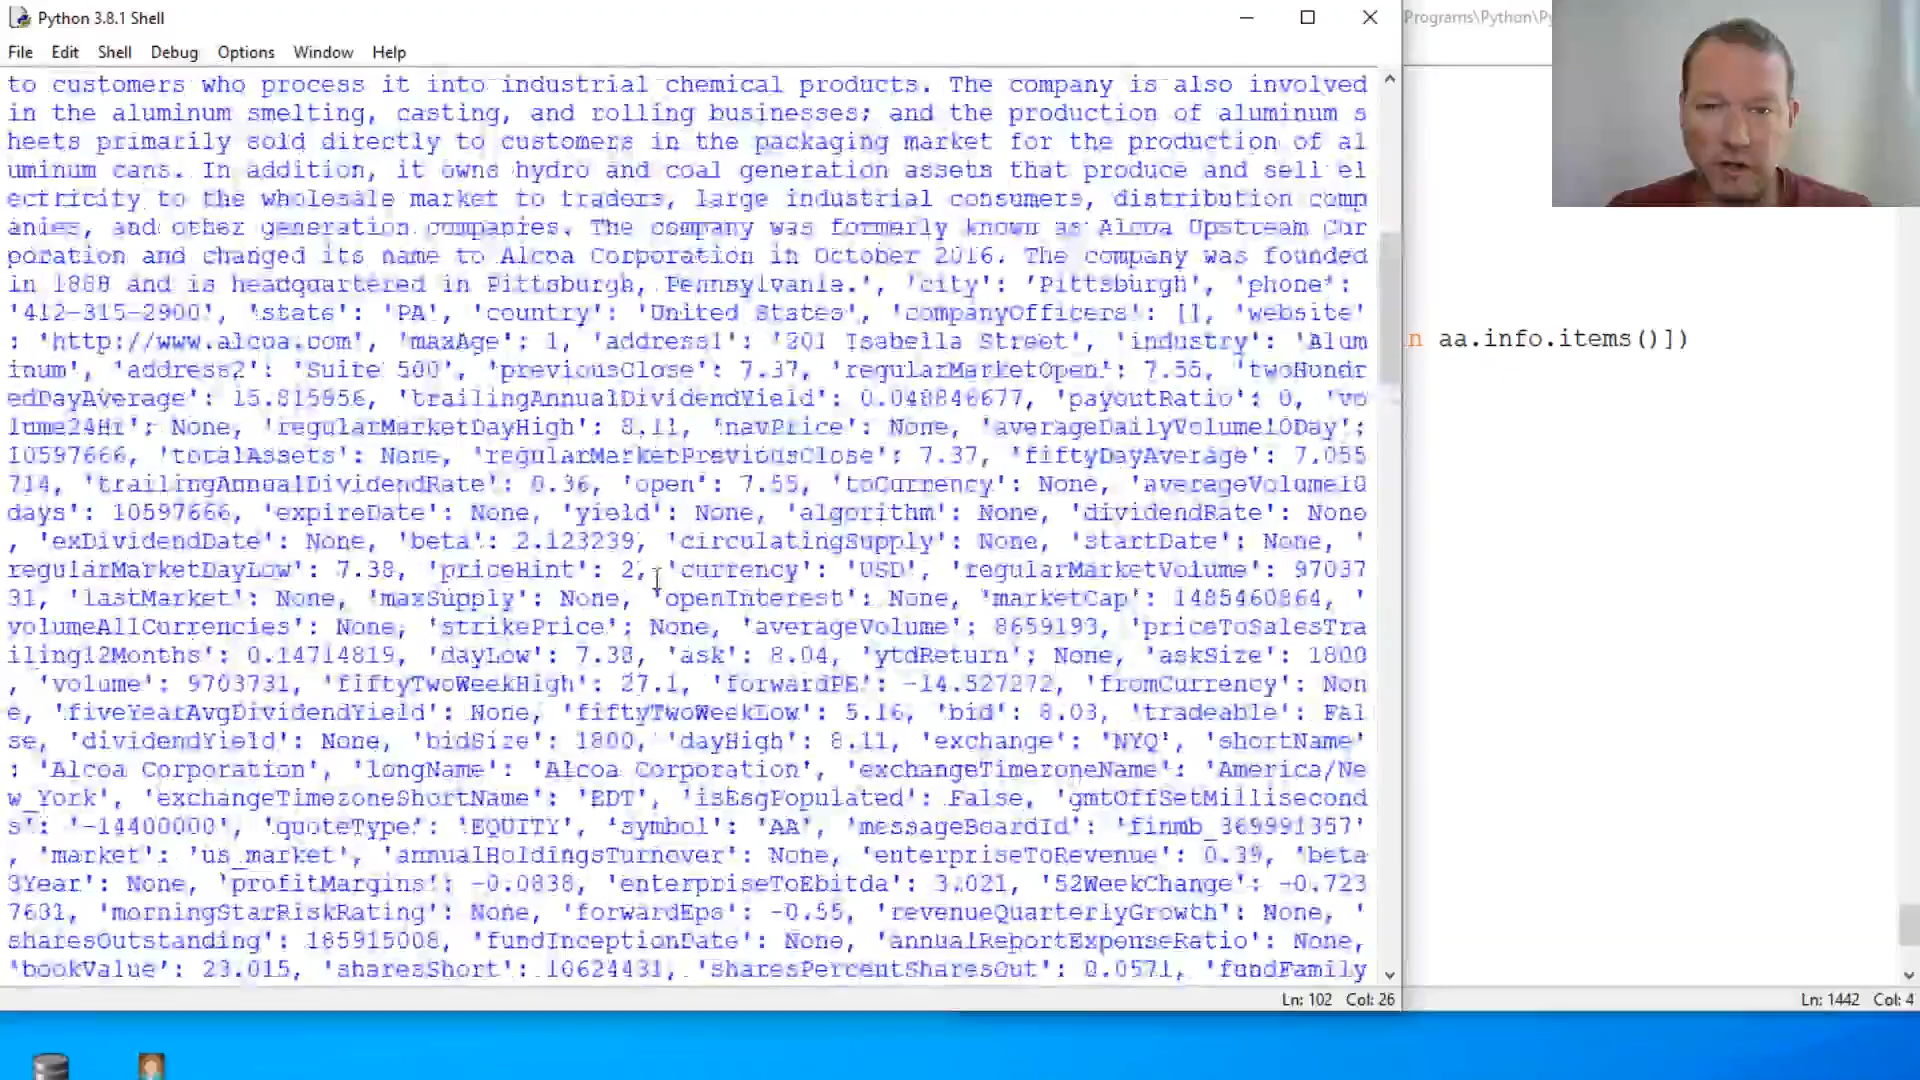 Python 3.8.1 Shell
Programs\Python\Py
File Edit Shell Debug Options Window Help
to customers who process it into industrial chemical products. The company is also involved
in the aluminum smelting, casting, and rolling businesses; and the production of aluminum s
heets primarily sold directly to customers in the packaging market for the production of al
uminum cans. In addition, it owns hydro and coal generation assets that produce and sell el
ectricity to the wholesale market to traders, large industrial consumers, distribution comp
anies, and other generation companies. The company was formerly known as Alcoa Upstream Cor
poration and changed its name to Alcoa Corporation in October 2016. The company was founded
in 1888 and is headquartered in Pittsburgh, Pennsylvania.', 'city': 'Pittsburgh', 'phone':
'412-315-2900', 'state': 'PA', 'country': 'United States', 'companyOfficers': [], 'website'
: 'http://www.alcoa.com', 'maxAge': 1, 'address1': '201 Isabella Street', 'industry': 'Alum
n aa.info.items()])
inum', 'address2': 'Suite 500', 'previousClose': 7.37, 'regularMarketOpen': 7.55, 'twoHundr
edDayAverage': 15.815956, 'trailingAnnualDividendYield': 0.048846677, 'payoutRatio': 0, 'vo
lume24Hr': None, 'regularMarketDayHigh': 8.11, 'navPrice': None, 'averageDailyVolume10Day':
10597666, 'totalAssets': None, 'regularMarketPreviousClose': 7.37, 'fiftyDayAverage': 7.055
714, 'trailingAnnualDividendRate': 0.36, 'open': 7.55, 'toCurrency': None, 'averageVolume10
days': 10597666, 'expireDate': None, 'yield': None, 'algorithm': None, 'dividendRate': None
, 'exDividendDate': None, 'beta': 2.123239, 'circulatingSupply': None, 'startDate': None, '
regularMarketDayLow': 7.38, 'priceHint': 2, 'currency': 'USD', 'regularMarketVolume': 97037
31, 'lastMarket': None, 'maxSupply': None, 'openInterest': None, 'marketCap': 1485460864, '
volumeAllCurrencies': None, 'strikePrice': None, 'averageVolume': 8659193, 'priceToSalesTra
iling12Months': 0.14714819, 'dayLow': 7.38, 'ask': 8.04, 'ytdReturn': None, 'askSize': 1800
, 'volume': 9703731, 'fiftyTwoWeekHigh': 27.1, 'forwardPE': -14.527272, 'fromCurrency': Non
e, 'fiveYearAvgDividendYield': None, 'fiftyTwoWeekLow': 5.16, 'bid': 8.03, 'tradeable': Fal
se, 'dividendYield': None, 'bidSize': 1800, 'dayHigh': 8.11, 'exchange': 'NYQ', 'shortName'
: 'Alcoa Corporation', 'longName': 'Alcoa Corporation', 'exchangeTimezoneName': 'America/Ne
w_York', 'exchangeTimezoneShortName': 'EDT', 'isEsgPopulated': False, 'gmtOffSetMillisecond
s': '-14400000', 'quoteType': 'EQUITY', 'symbol': 'AA', 'messageBoardId': 'finmb_369991357'
, 'market': 'us_market', 'annualHoldingsTurnover': None, 'enterpriseToRevenue': 0.39, 'beta
3Year': None, 'profitMargins': -0.0838, 'enterpriseToEbitda': 3.021, '52WeekChange': -0.723
7631, 'morningStarRiskRating': None, 'forwardEps': -0.55, 'revenueQuarterlyGrowth': None, '
sharesOutstanding': 185915008, 'fundInceptionDate': None, 'annualReportExpenseRatio': None,
'bookValue': 23.015, 'sharesShort': 10624431, 'sharesPercentSharesOut': 0.0571, 'fundFamily
Ln: 102 Col: 26
Ln: 1442 Col: 4